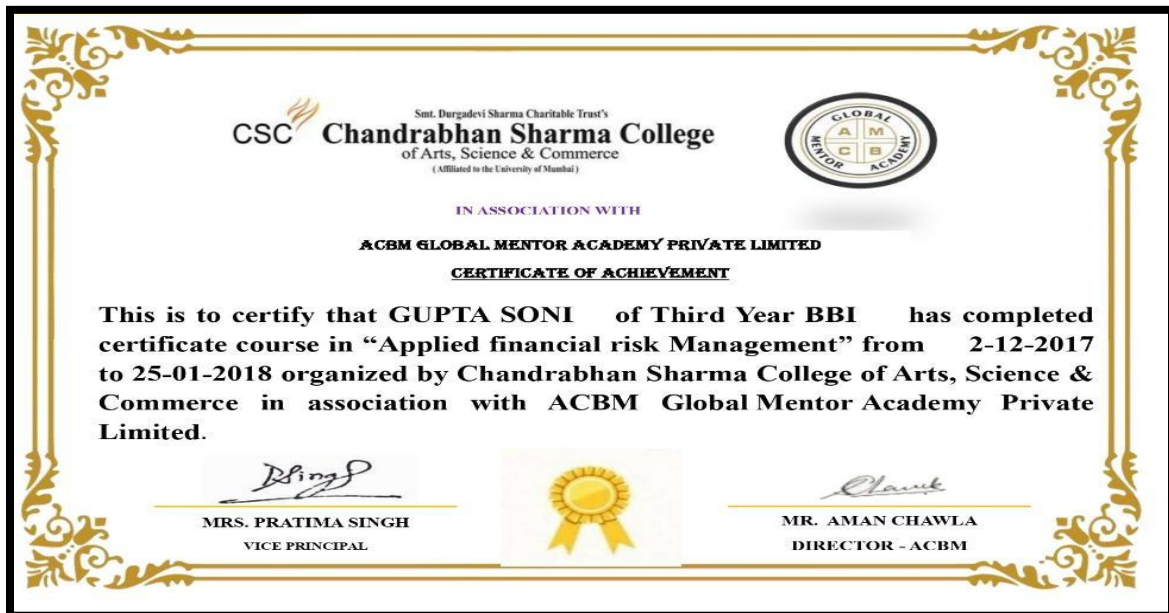 CSC
Smt. Durgadevi Sharma Charitable Trust's
Chandrabhan Sharma College
of Arts, Science & Commerce
( Affiliated to the University of Mumbai )
GLOBAL
MENTOR ACADEMY
A M
C B
IN ASSOCIATION WITH
ACBM GLOBAL MENTOR ACADEMY PRIVATE LIMITED
CERTIFICATE OF ACHIEVEMENT
This is to certify that GUPTA SONI of Third Year BBI has completed
certificate course in “Applied financial risk Management” from 2-12-2017
to 25-01-2018 organized by Chandrabhan Sharma College of Arts, Science &
Commerce in association with ACBM Global Mentor Academy Private
Limited.
MRS. PRATIMA SINGH
VICE PRINCIPAL
MR. AMAN CHAWLA
DIRECTOR - ACBM